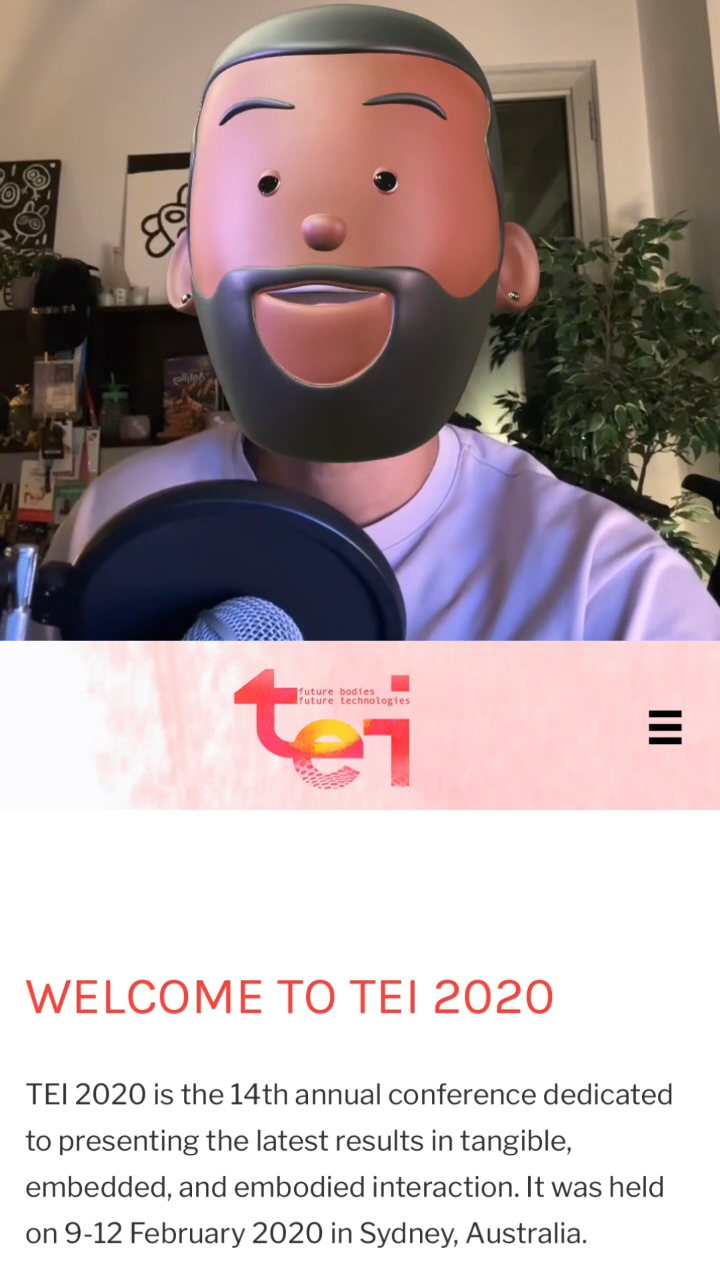 tei
future bodies
future technologies
WELCOME TO TEI 2020
TEI 2020 is the 14th annual conference dedicated
to presenting the latest results in tangible,
embedded, and embodied interaction. It was held
on 9-12 February 2020 in Sydney, Australia.